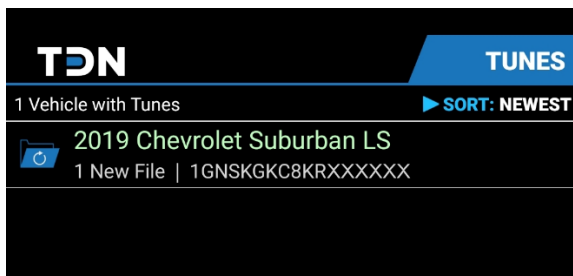 TDN
TUNES
1 Vehicle with Tunes
SORT: NEWEST
2019 Chevrolet Suburban LS
1 New File | 1GNSKGKC8KRXXXXXX